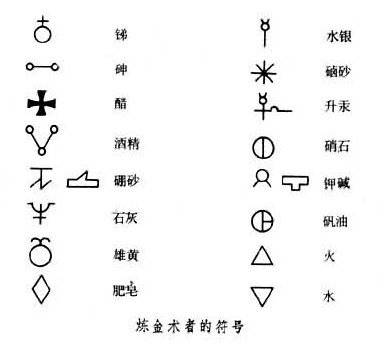 锑 水银
砷 硇砂
醋 升汞
酒精 硝石
硼砂 钾碱
石灰 矾油
雄黄 火
肥皂 水
炼金术者的符号